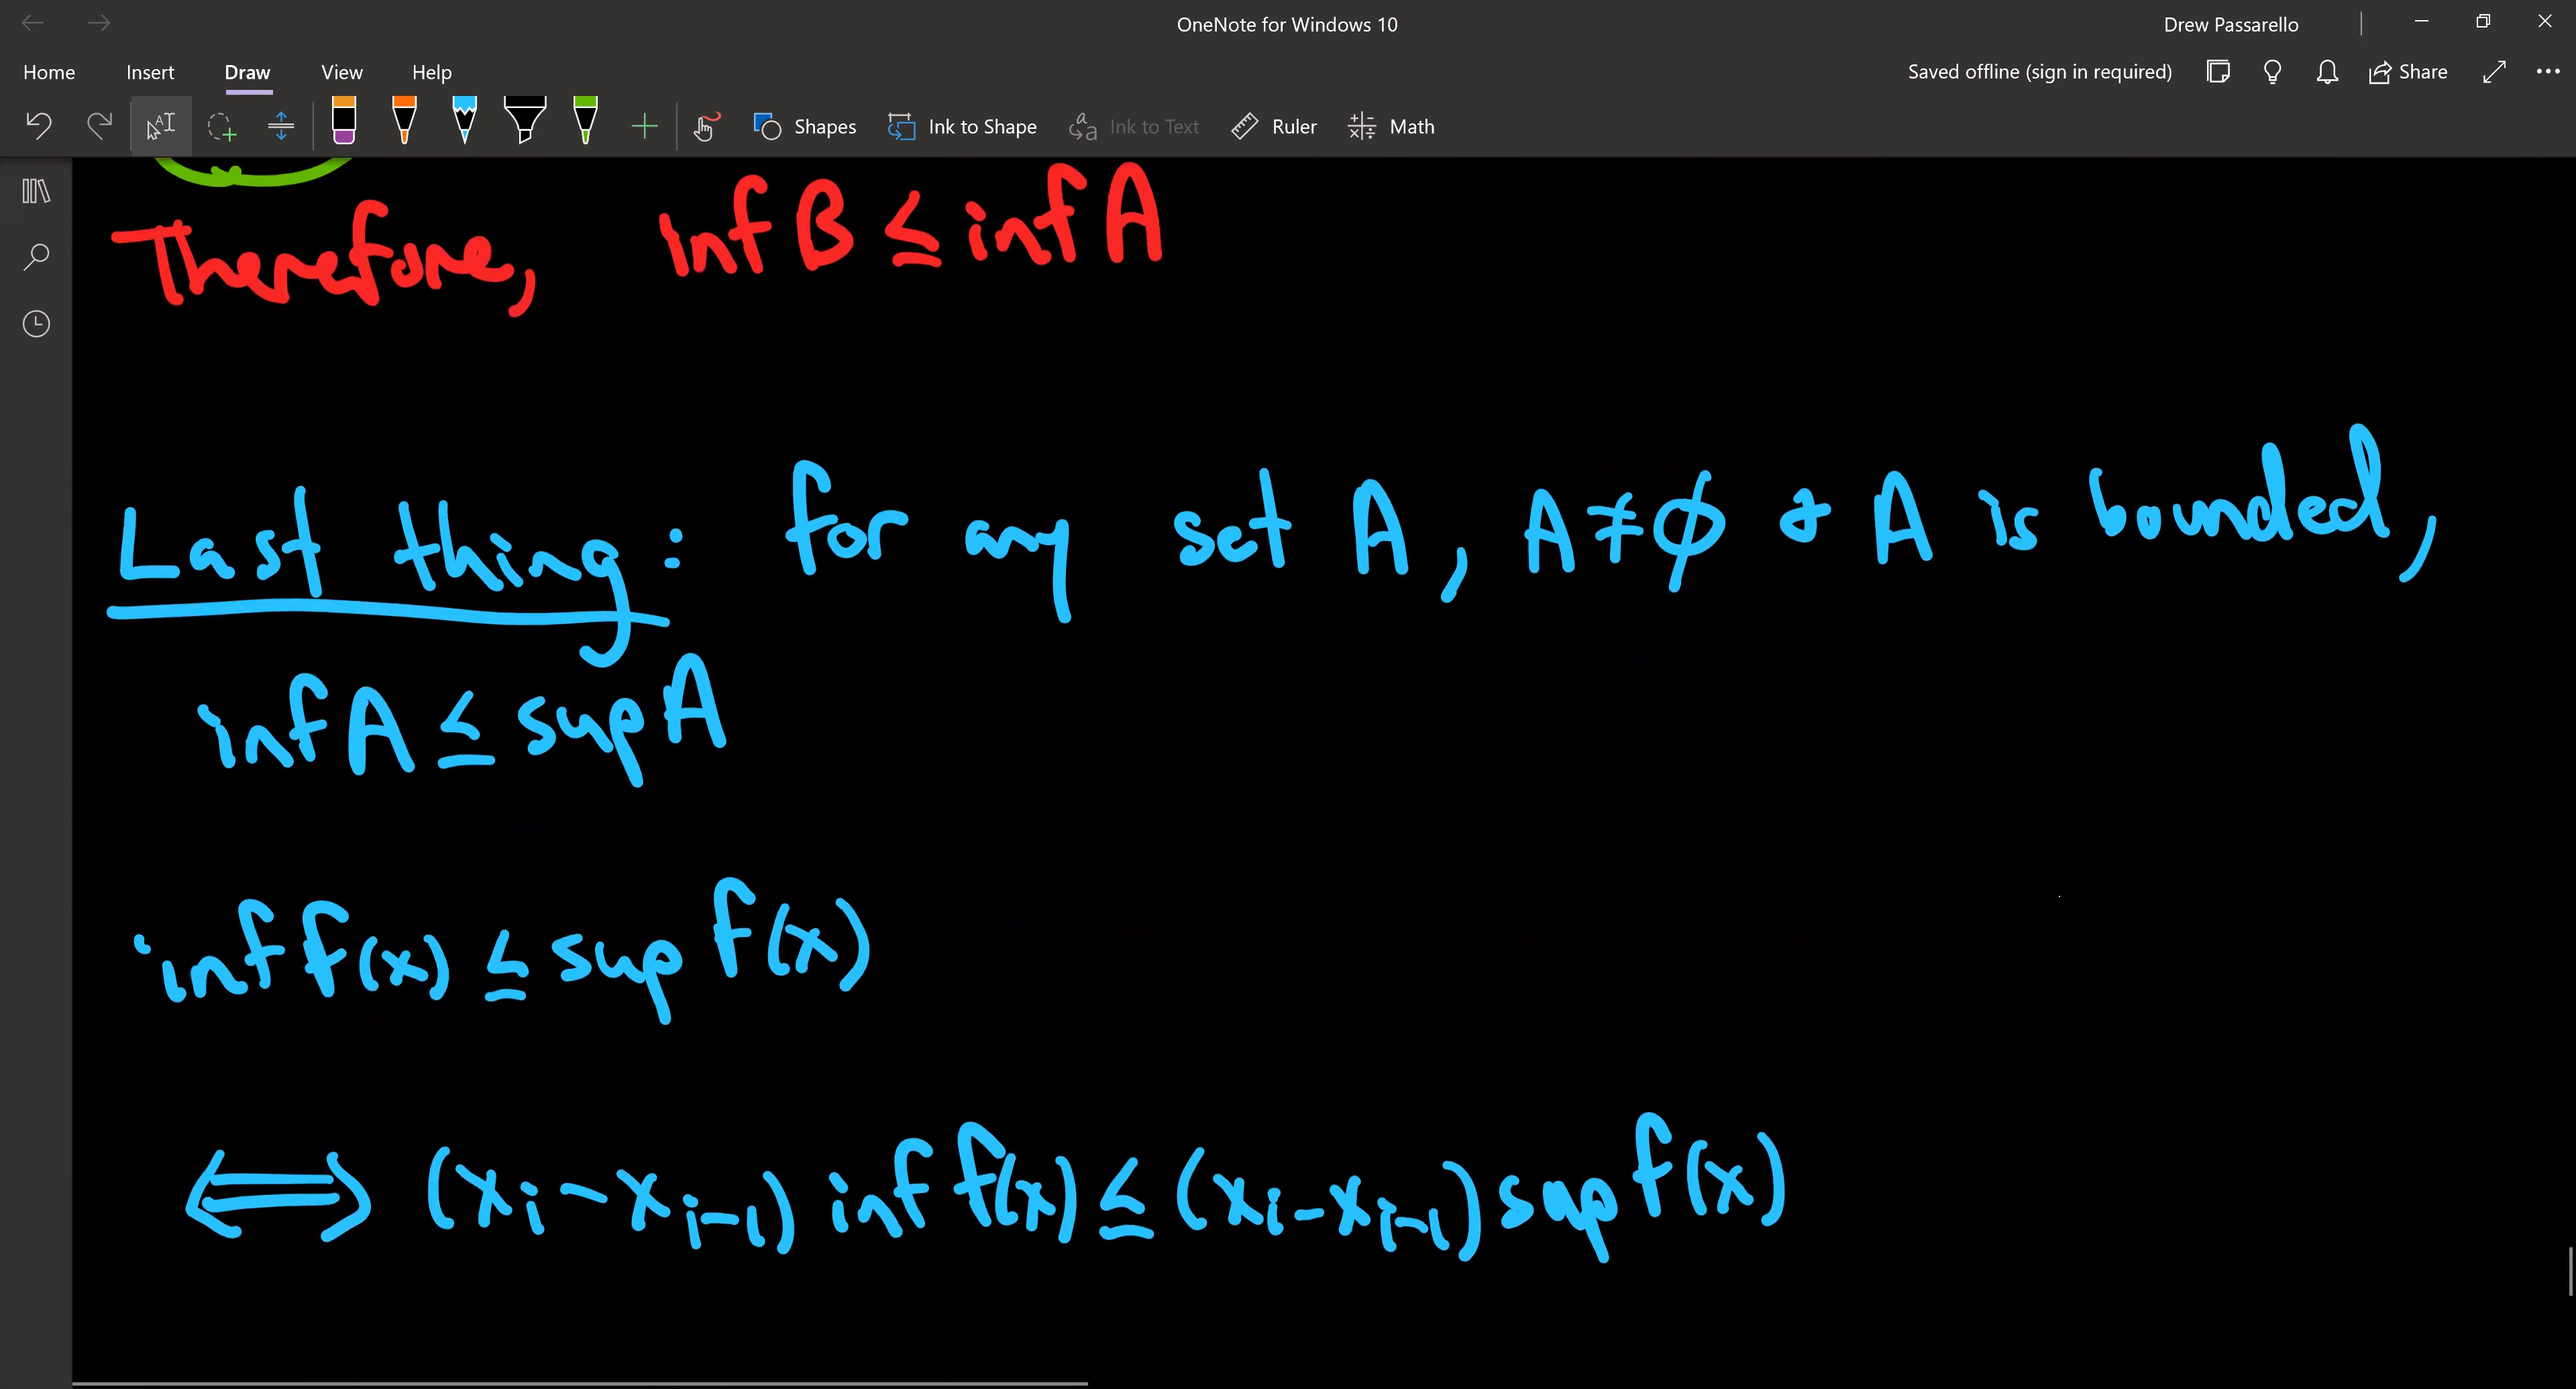 OneNote for Windows 10
Drew Passarello
Home Insert Draw View Help
Saved offline (sign in required) Share
Shapes Ink to Shape Ink to Text Ruler Math
Therefore, inf B ≤ inf A
Last thing: for any set A, A ≠ ∅ & A is bounded,
inf A ≤ sup A
inf f(x) ≤ sup f(x)
⟺ (xᵢ - xᵢ₋₁) inf f(x) ≤ (xᵢ - xᵢ₋₁) sup f(x)